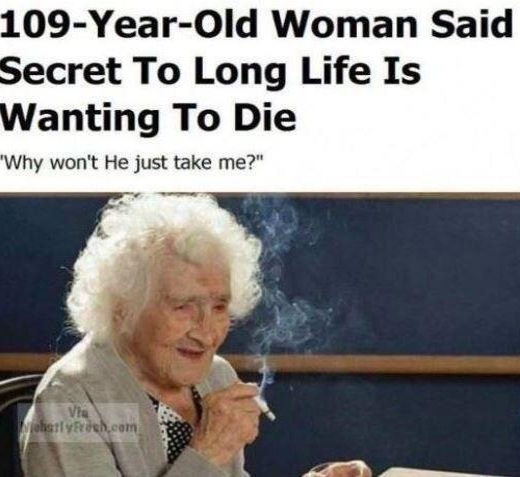 109-Year-Old Woman Said
Secret To Long Life Is
Wanting To Die
"Why won't He just take me?"
Via